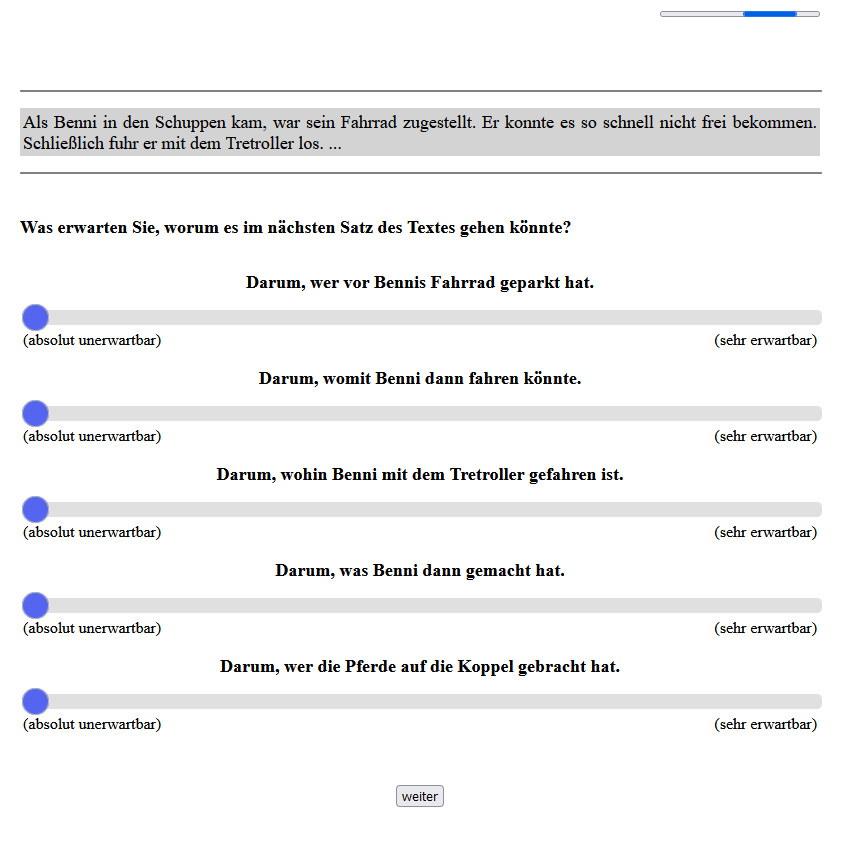 Als Benni in den Schuppen kam, war sein Fahrrad zugestellt. Er konnte es so schnell nicht frei bekommen.
Schließlich fuhr er mit dem Tretroller los. ...
Was erwarten Sie, worum es im nächsten Satz des Textes gehen könnte?
Darum, wer vor Bennis Fahrrad geparkt hat.
(absolut unerwartbar) (sehr erwartbar)
Darum, womit Benni dann fahren könnte.
(absolut unerwartbar) (sehr erwartbar)
Darum, wohin Benni mit dem Tretroller gefahren ist.
(absolut unerwartbar) (sehr erwartbar)
Darum, was Benni dann gemacht hat.
(absolut unerwartbar) (sehr erwartbar)
Darum, wer die Pferde auf die Koppel gebracht hat.
(absolut unerwartbar) (sehr erwartbar)
weiter